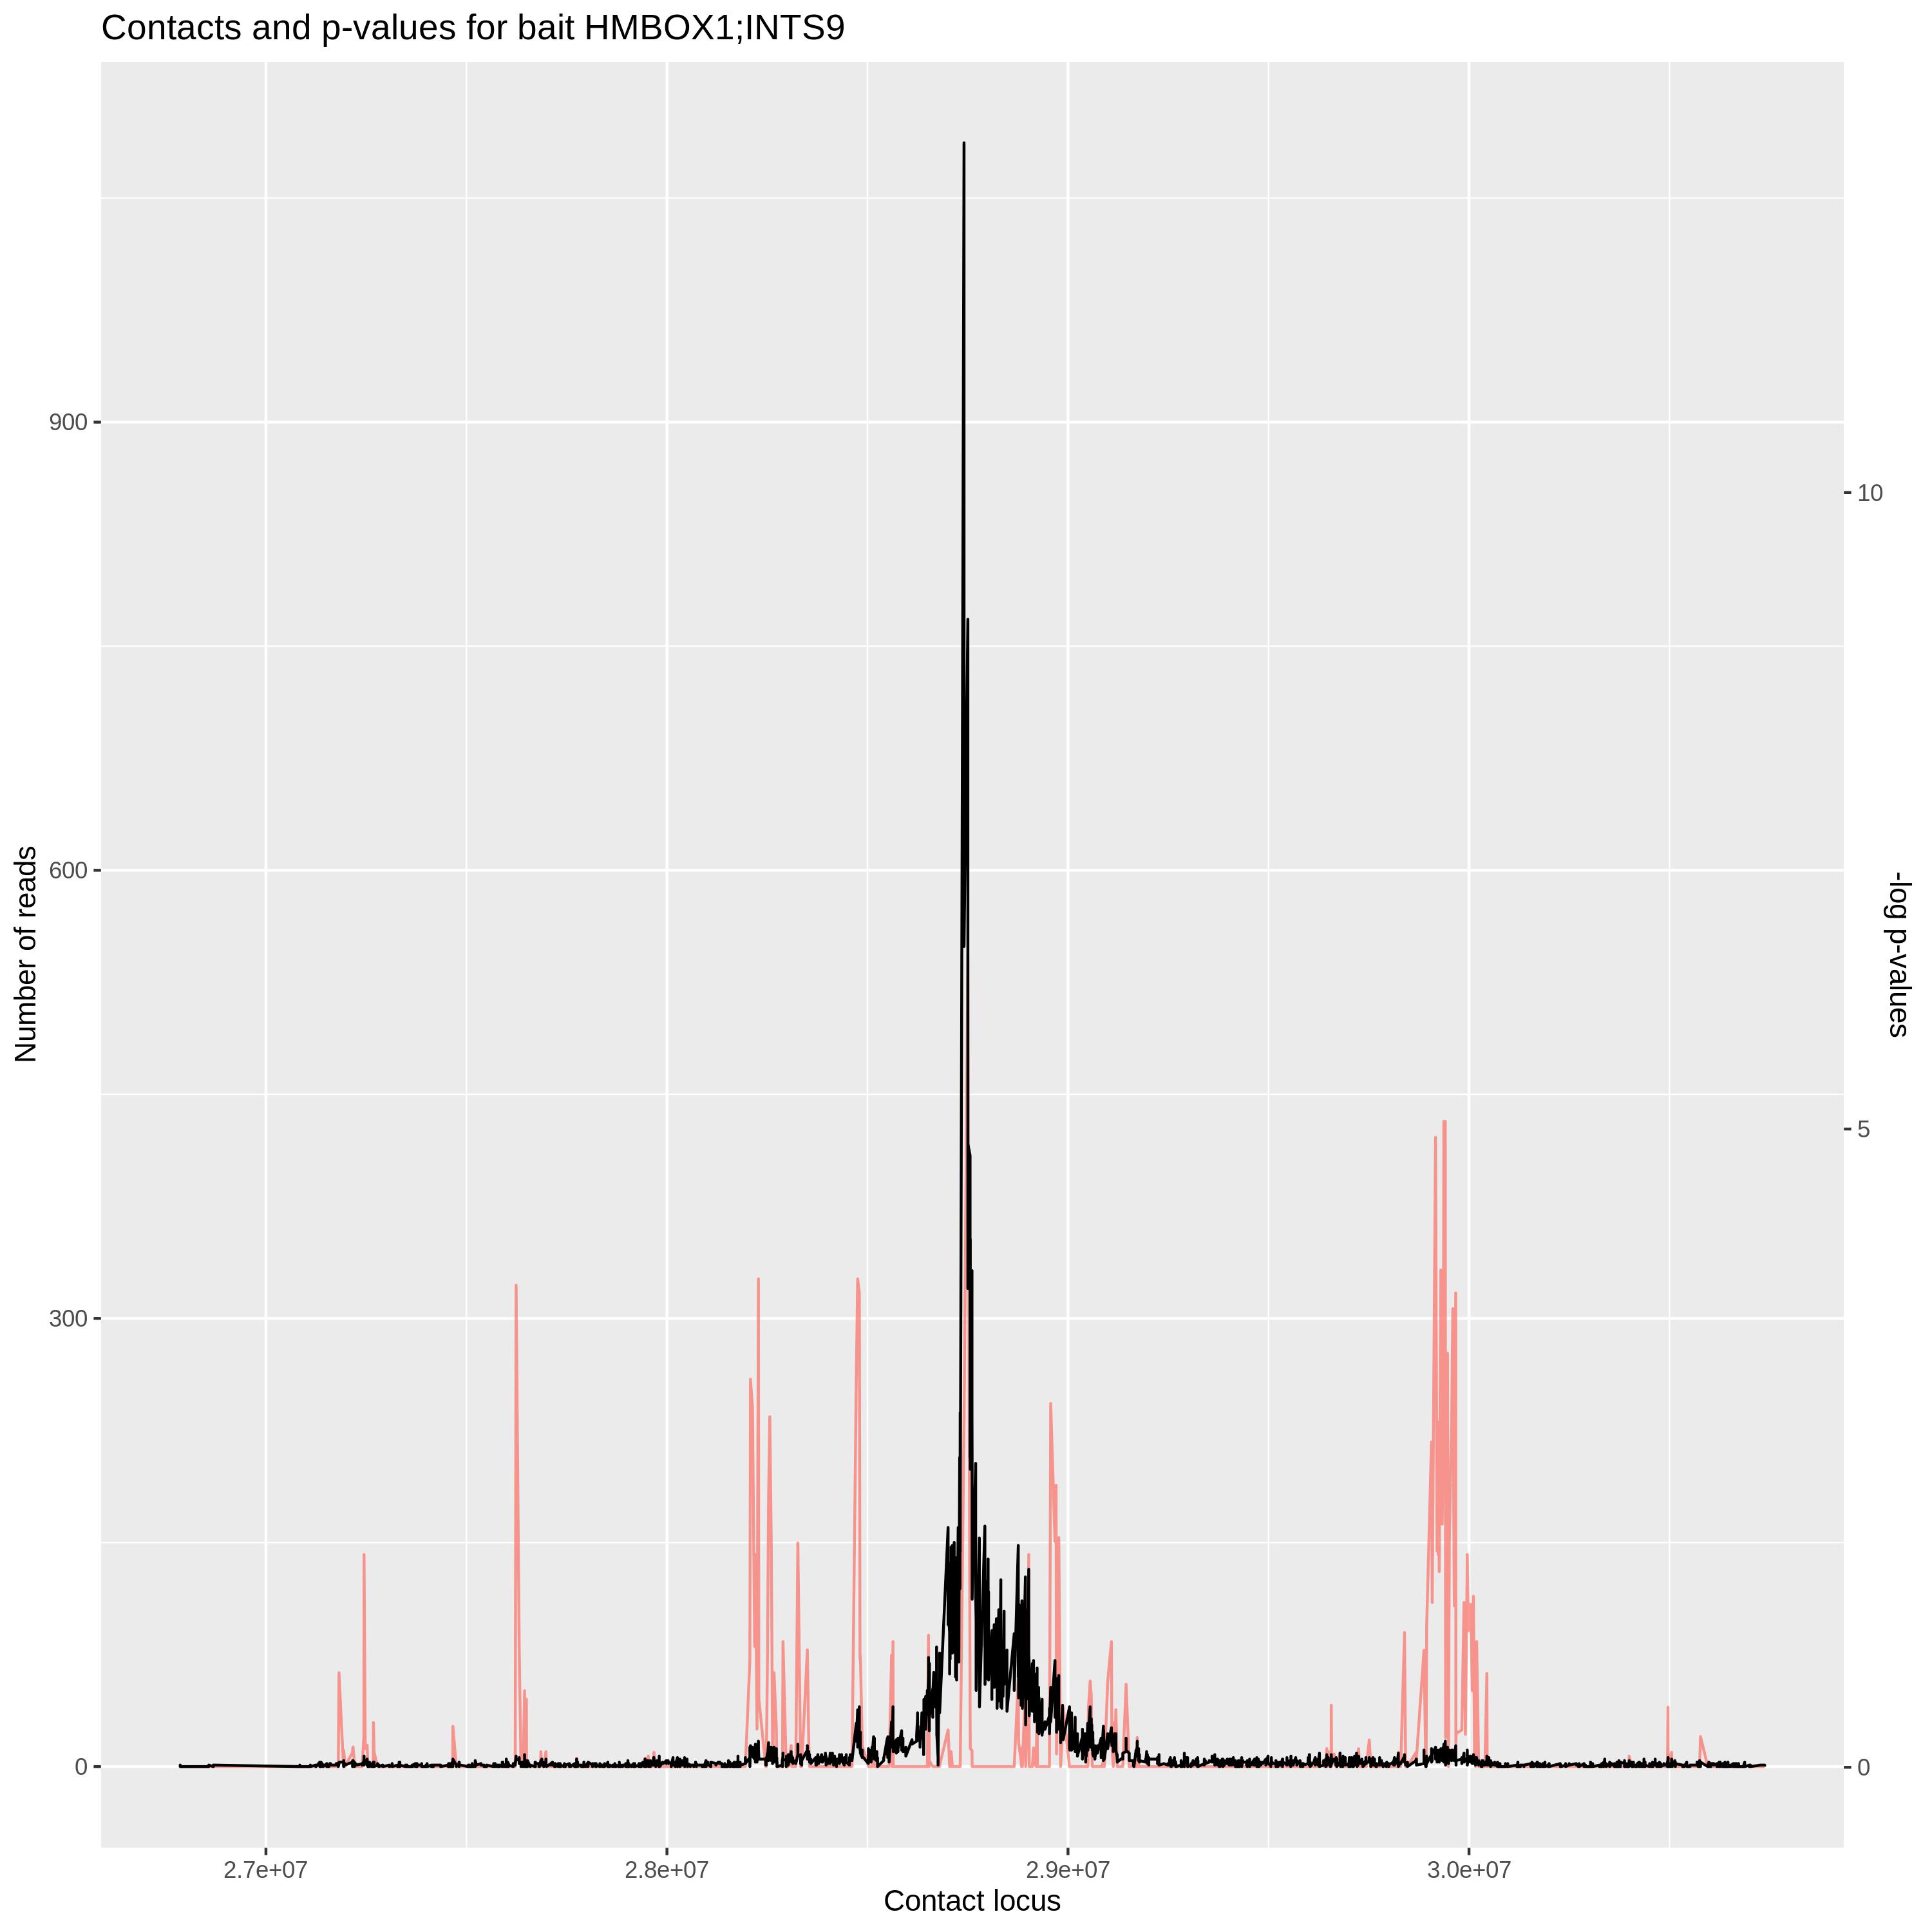 Contacts and p-values for bait HMBOX1;INTS9
900
600
300
0
10
5
0
Number of reads
-log p-values
2.7e+07 2.8e+07 2.9e+07 3.0e+07
Contact locus